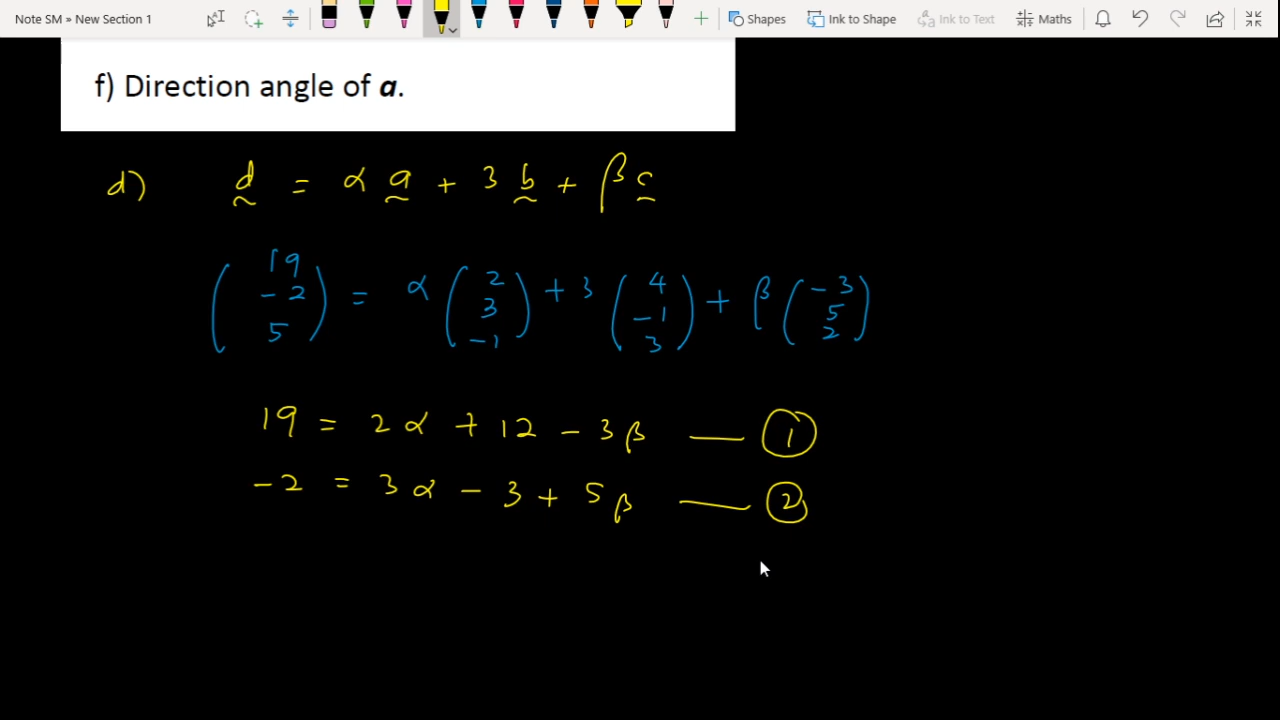 Note SM » New Section 1 Shapes Ink to Shape Ink to Text Maths
f) Direction angle of a.
d) d = α a + 3 b + β c
( 19 -2 5 ) = α ( 2 3 -1 ) + 3 ( 4 -1 3 ) + β ( -3 5 2 )
19 = 2α + 12 - 3β — ①
-2 = 3α - 3 + 5β — ②